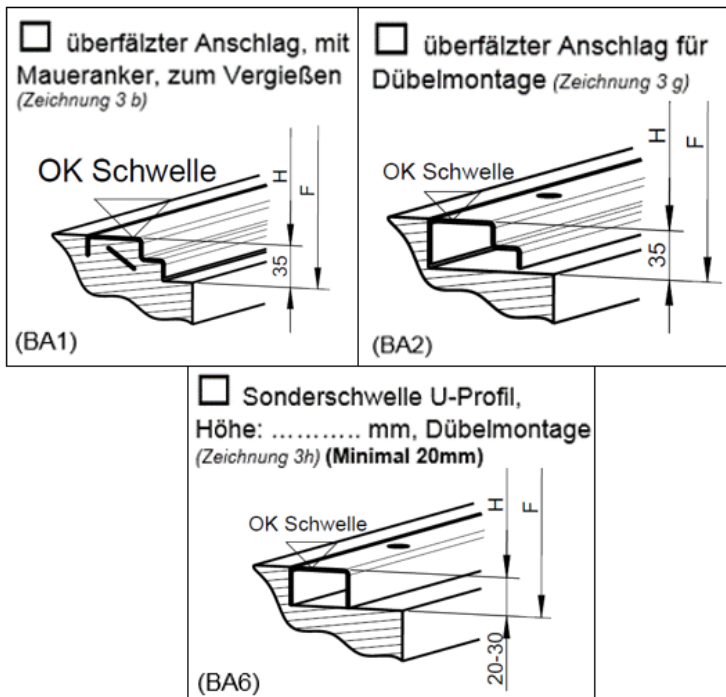 überfälzter Anschlag, mit
Maueranker, zum Vergießen
(Zeichnung 3 b)
OK Schwelle
H
F
35
(BA1)
überfälzter Anschlag für
Dübelmontage (Zeichnung 3 g)
OK Schwelle
H
F
35
(BA2)
Sonderschwelle U-Profil,
Höhe: ……….. mm, Dübelmontage
(Zeichnung 3h) (Minimal 20mm)
OK Schwelle
H
F
20-30
(BA6)